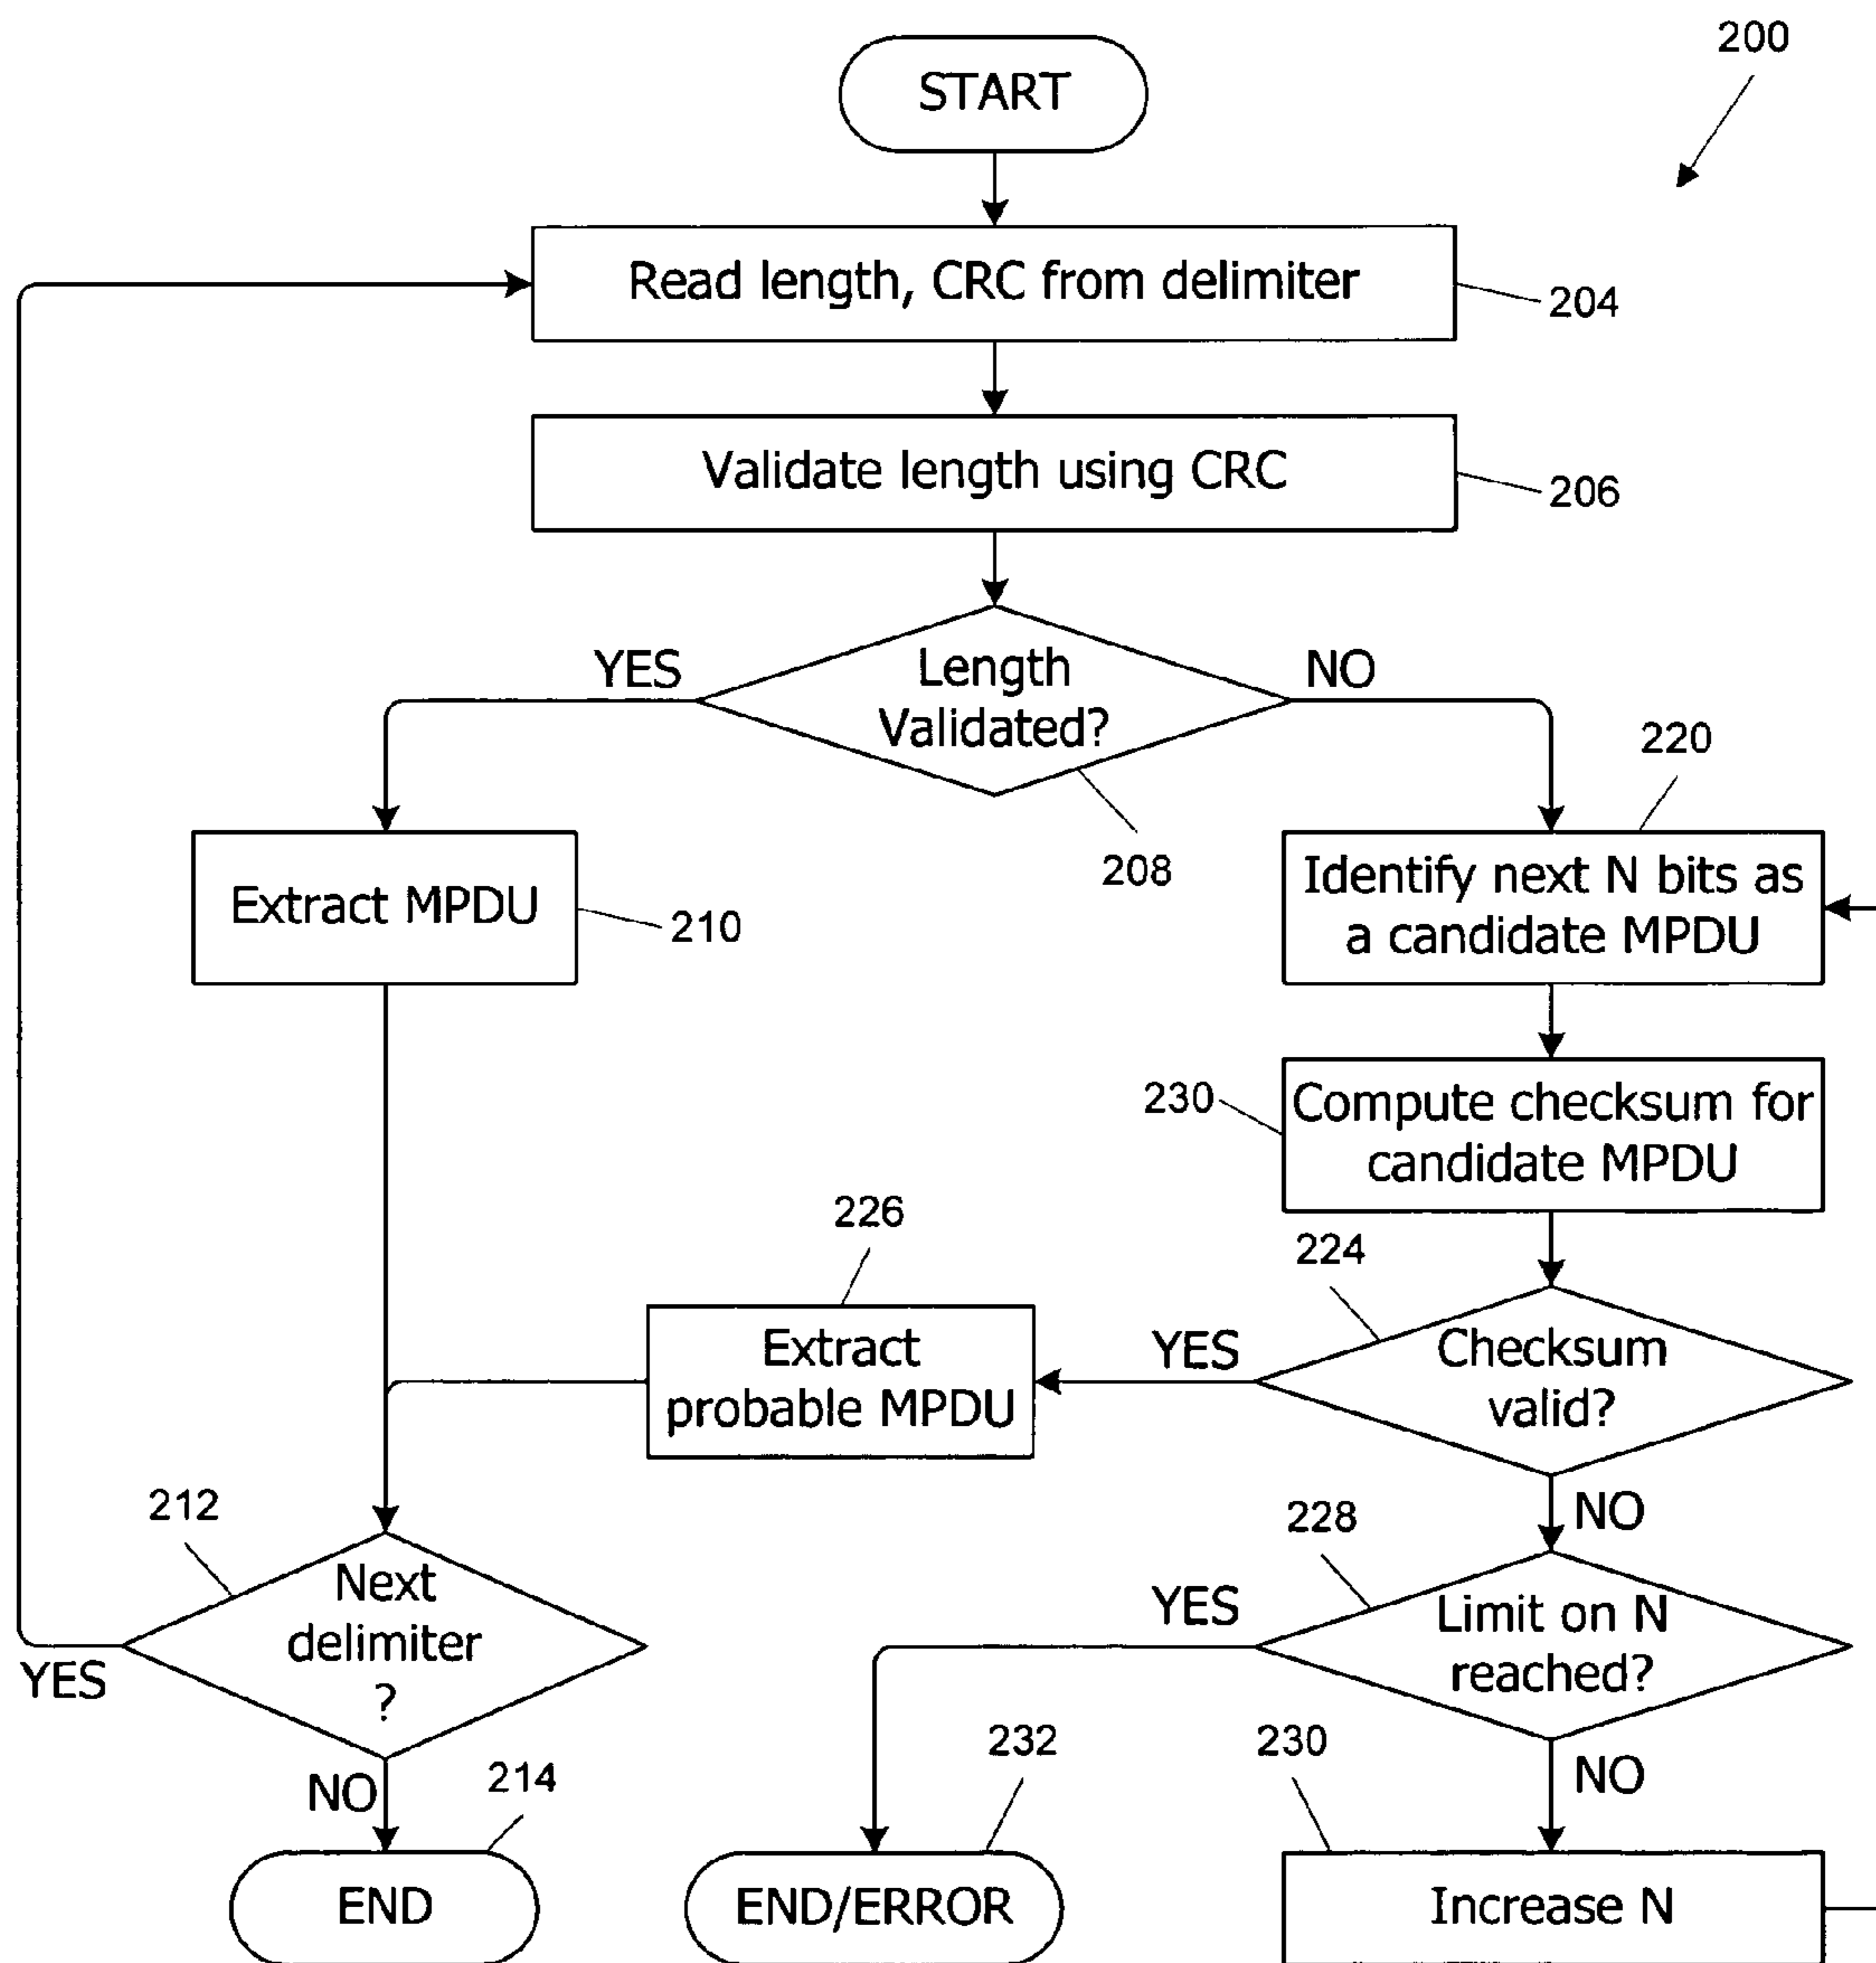 200
START
Read length, CRC from delimiter
204
Validate length using CRC
206
YES
Length
Validated?
NO
208
220
Extract MPDU
210
Identify next N bits as
a candidate MPDU
230
Compute checksum for
candidate MPDU
226
224
Extract
probable MPDU
YES
Checksum
valid?
NO
212
Next
delimiter
?
YES
228
YES
Limit on N
reached?
NO
NO
214
END
232
END/ERROR
230
Increase N